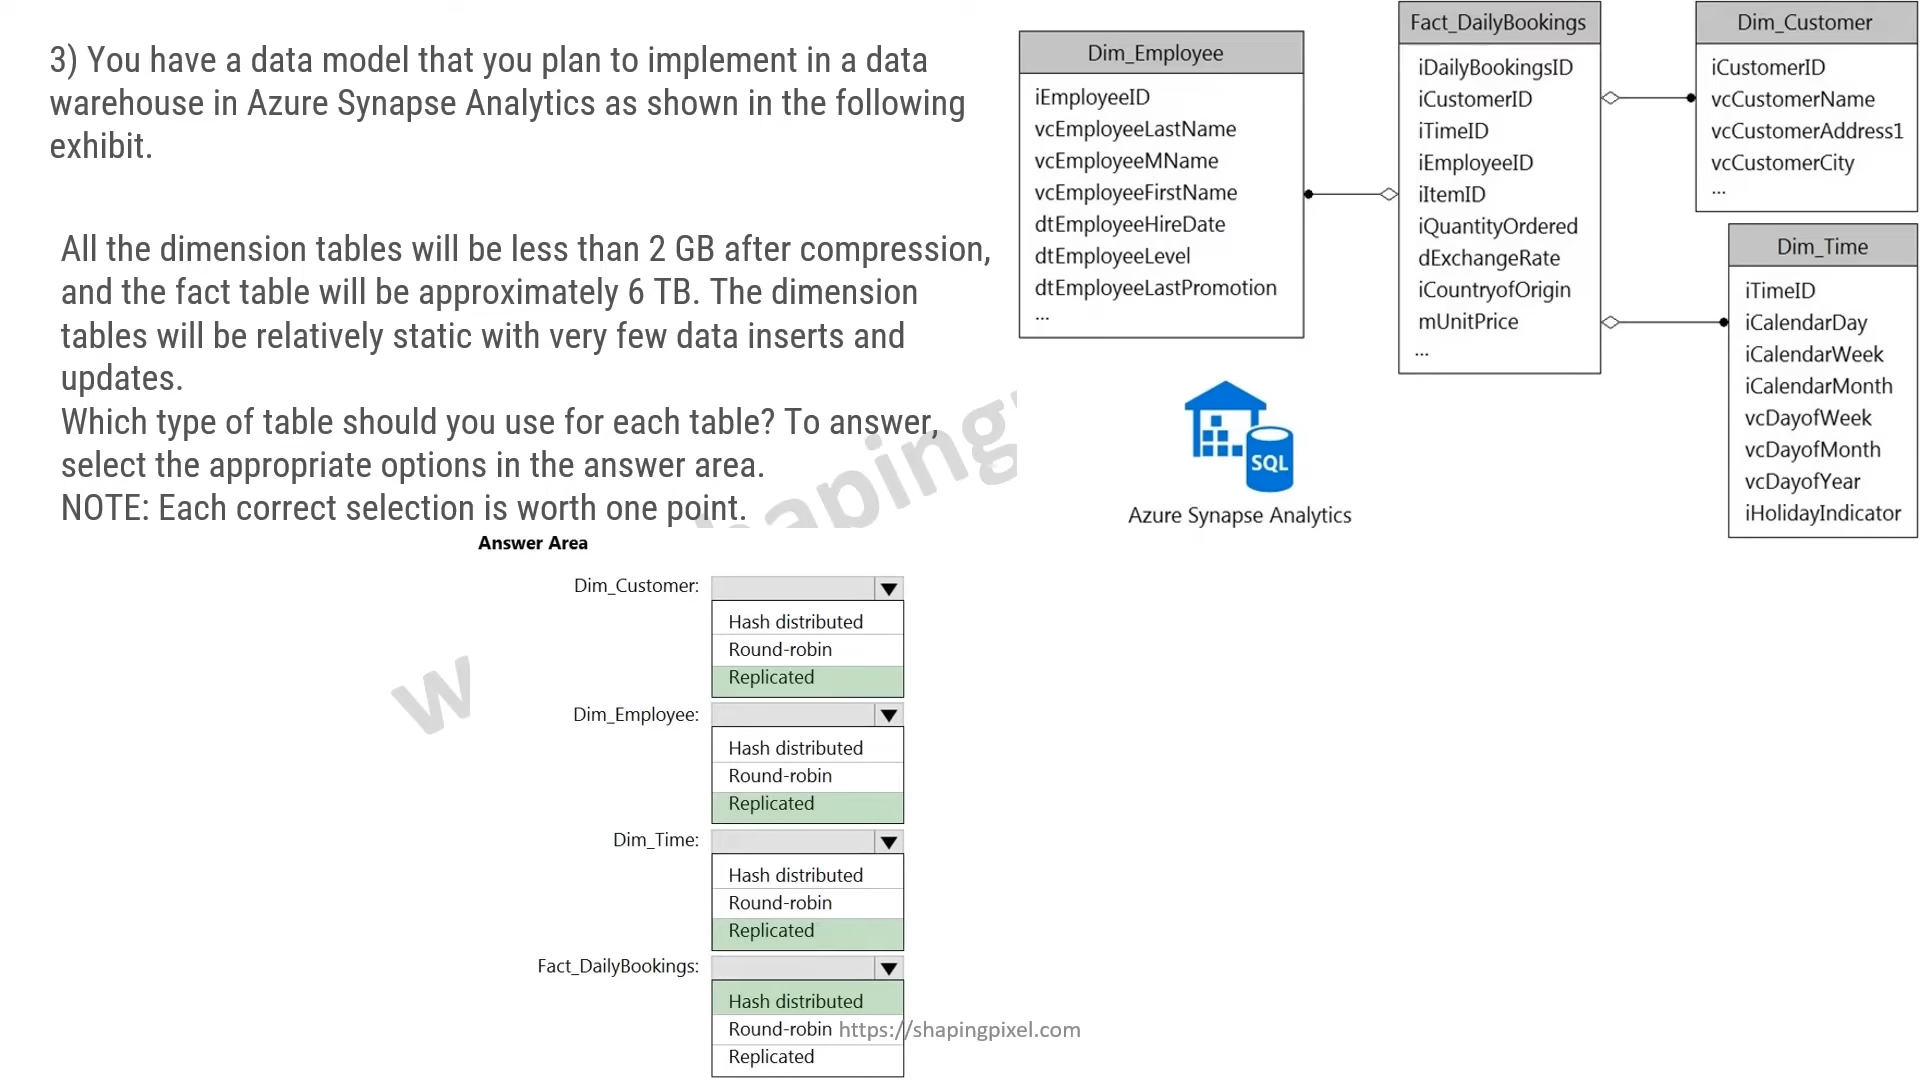 3) You have a data model that you plan to implement in a data
warehouse in Azure Synapse Analytics as shown in the following
exhibit.
All the dimension tables will be less than 2 GB after compression,
and the fact table will be approximately 6 TB. The dimension
tables will be relatively static with very few data inserts and
updates.
Which type of table should you use for each table? To answer,
select the appropriate options in the answer area.
NOTE: Each correct selection is worth one point.
Dim_Employee
iEmployeeID
vcEmployeeLastName
vcEmployeeMName
vcEmployeeFirstName
dtEmployeeHireDate
dtEmployeeLevel
dtEmployeeLastPromotion
...
Fact_DailyBookings
iDailyBookingsID
iCustomerID
iTimeID
iEmployeeID
iItemID
iQuantityOrdered
dExchangeRate
iCountryofOrigin
mUnitPrice
...
Dim_Customer
iCustomerID
vcCustomerName
vcCustomerAddress1
vcCustomerCity
...
Dim_Time
iTimeID
iCalendarDay
iCalendarWeek
iCalendarMonth
vcDayofWeek
vcDayofMonth
vcDayofYear
iHolidayIndicator
SQL
Azure Synapse Analytics
Answer Area
Dim_Customer:
Hash distributed
Round-robin
Replicated
Dim_Employee:
Hash distributed
Round-robin
Replicated
Dim_Time:
Hash distributed
Round-robin
Replicated
Fact_DailyBookings:
Hash distributed
Round-robin
Replicated
https://shapingpixel.com
w
haping